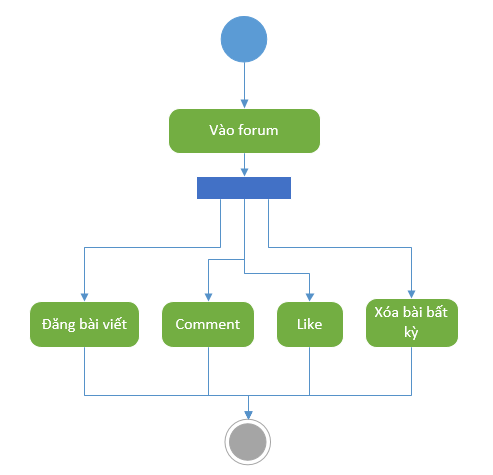 Vào forum
Đăng bài viết
Comment
Like
Xóa bài bất
kỳ